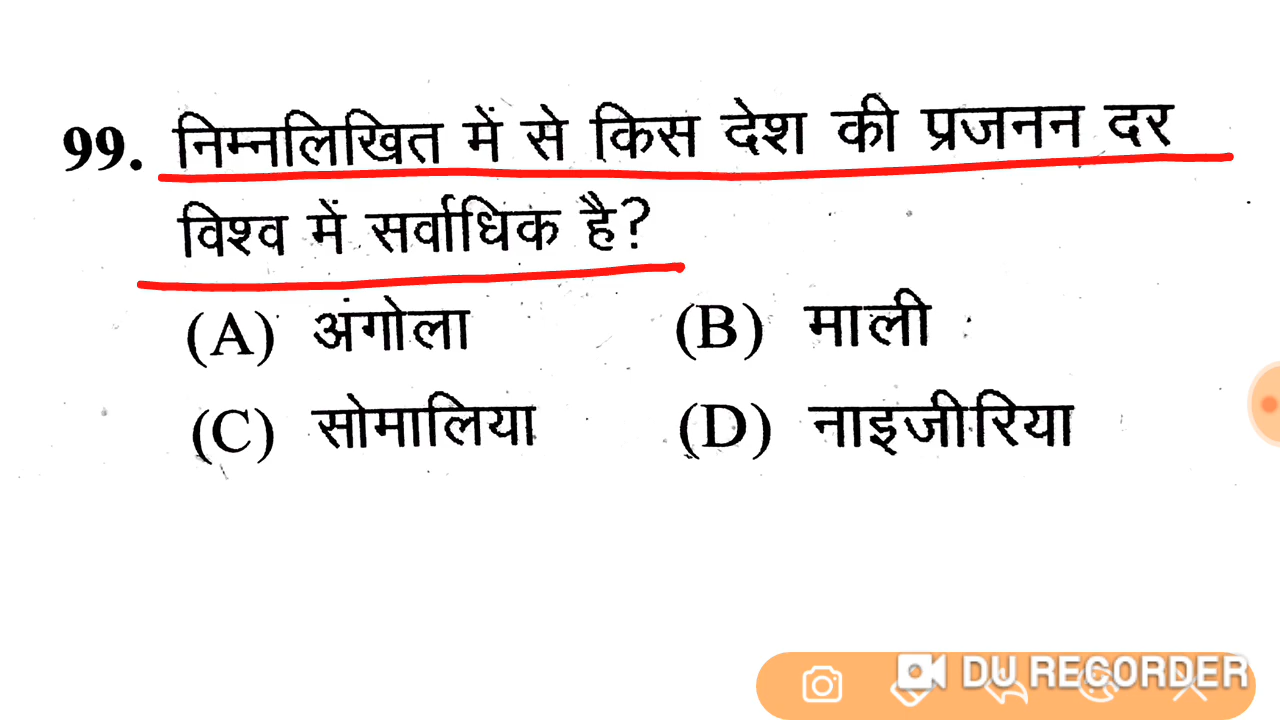 99. निम्नलिखित में से किस देश की प्रजनन दर
विश्व में सर्वाधिक है?
(A) अंगोला (B) माली
(C) सोमालिया (D) नाइजीरिया
DU RECORDER